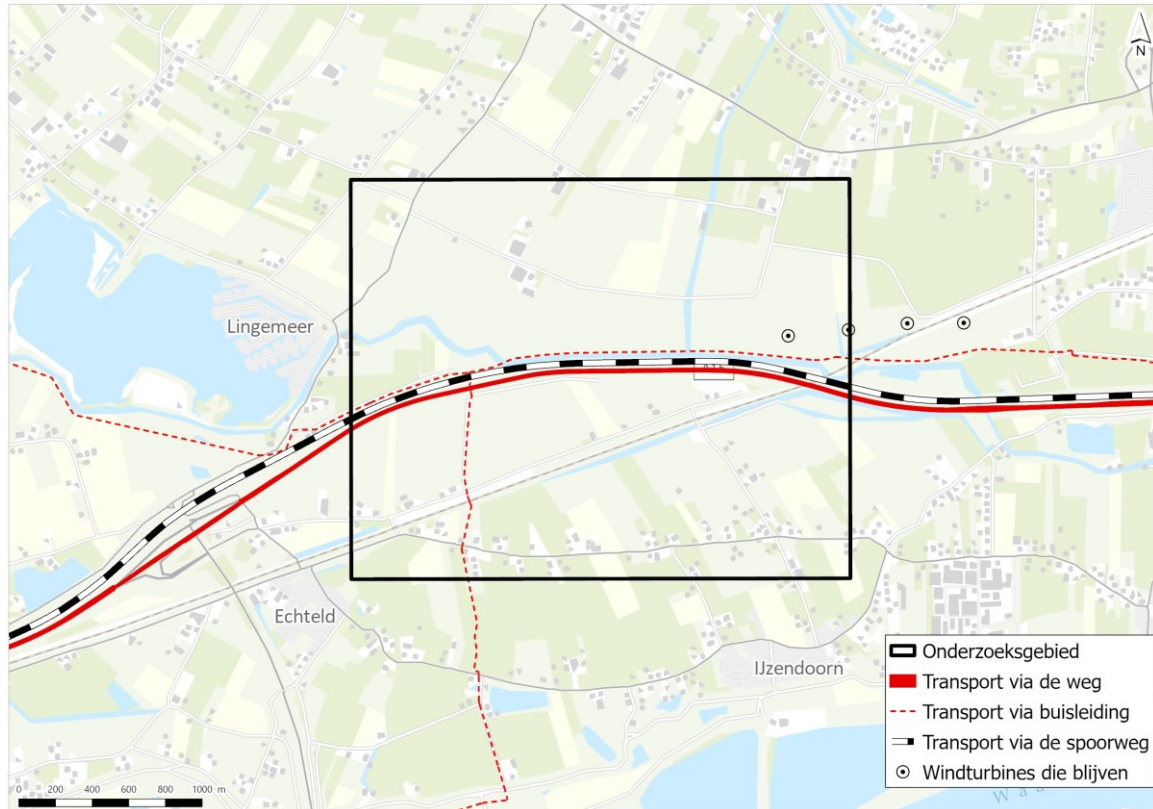 N
Lingemeer
A15
Echteld
IJzendoorn
Onderzoeksgebied
Transport via de weg
Transport via buisleiding
Transport via de spoorweg
Windturbines die blijven
0 200 400 600 800 1000 m